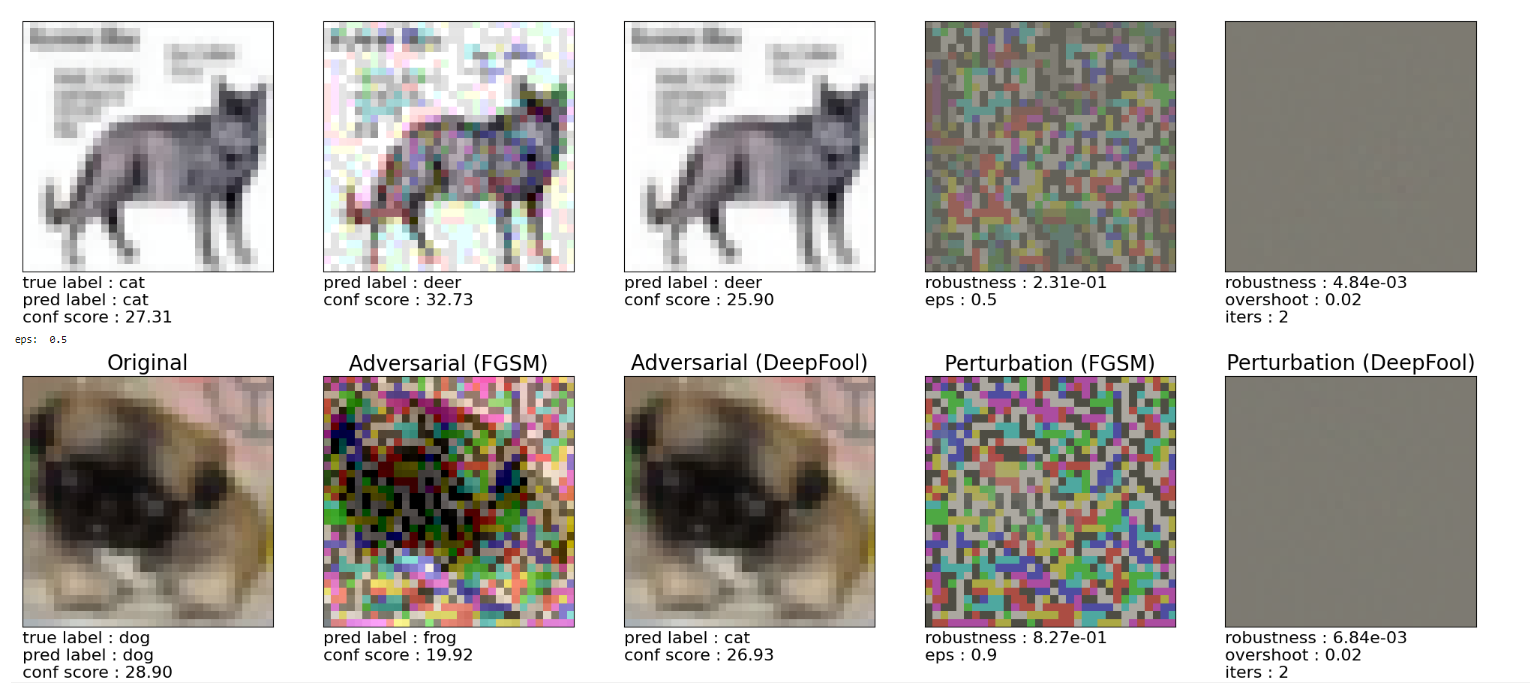 true label : cat
pred label : cat
conf score : 27.31
pred label : deer
conf score : 32.73
pred label : deer
conf score : 25.90
robustness : 2.31e-01
eps : 0.5
robustness : 4.84e-03
overshoot : 0.02
iters : 2
eps: 0.5
Original
Adversarial (FGSM)
Adversarial (DeepFool)
Perturbation (FGSM)
Perturbation (DeepFool)
true label : dog
pred label : dog
conf score : 28.90
pred label : frog
conf score : 19.92
pred label : cat
conf score : 26.93
robustness : 8.27e-01
eps : 0.9
robustness : 6.84e-03
overshoot : 0.02
iters : 2